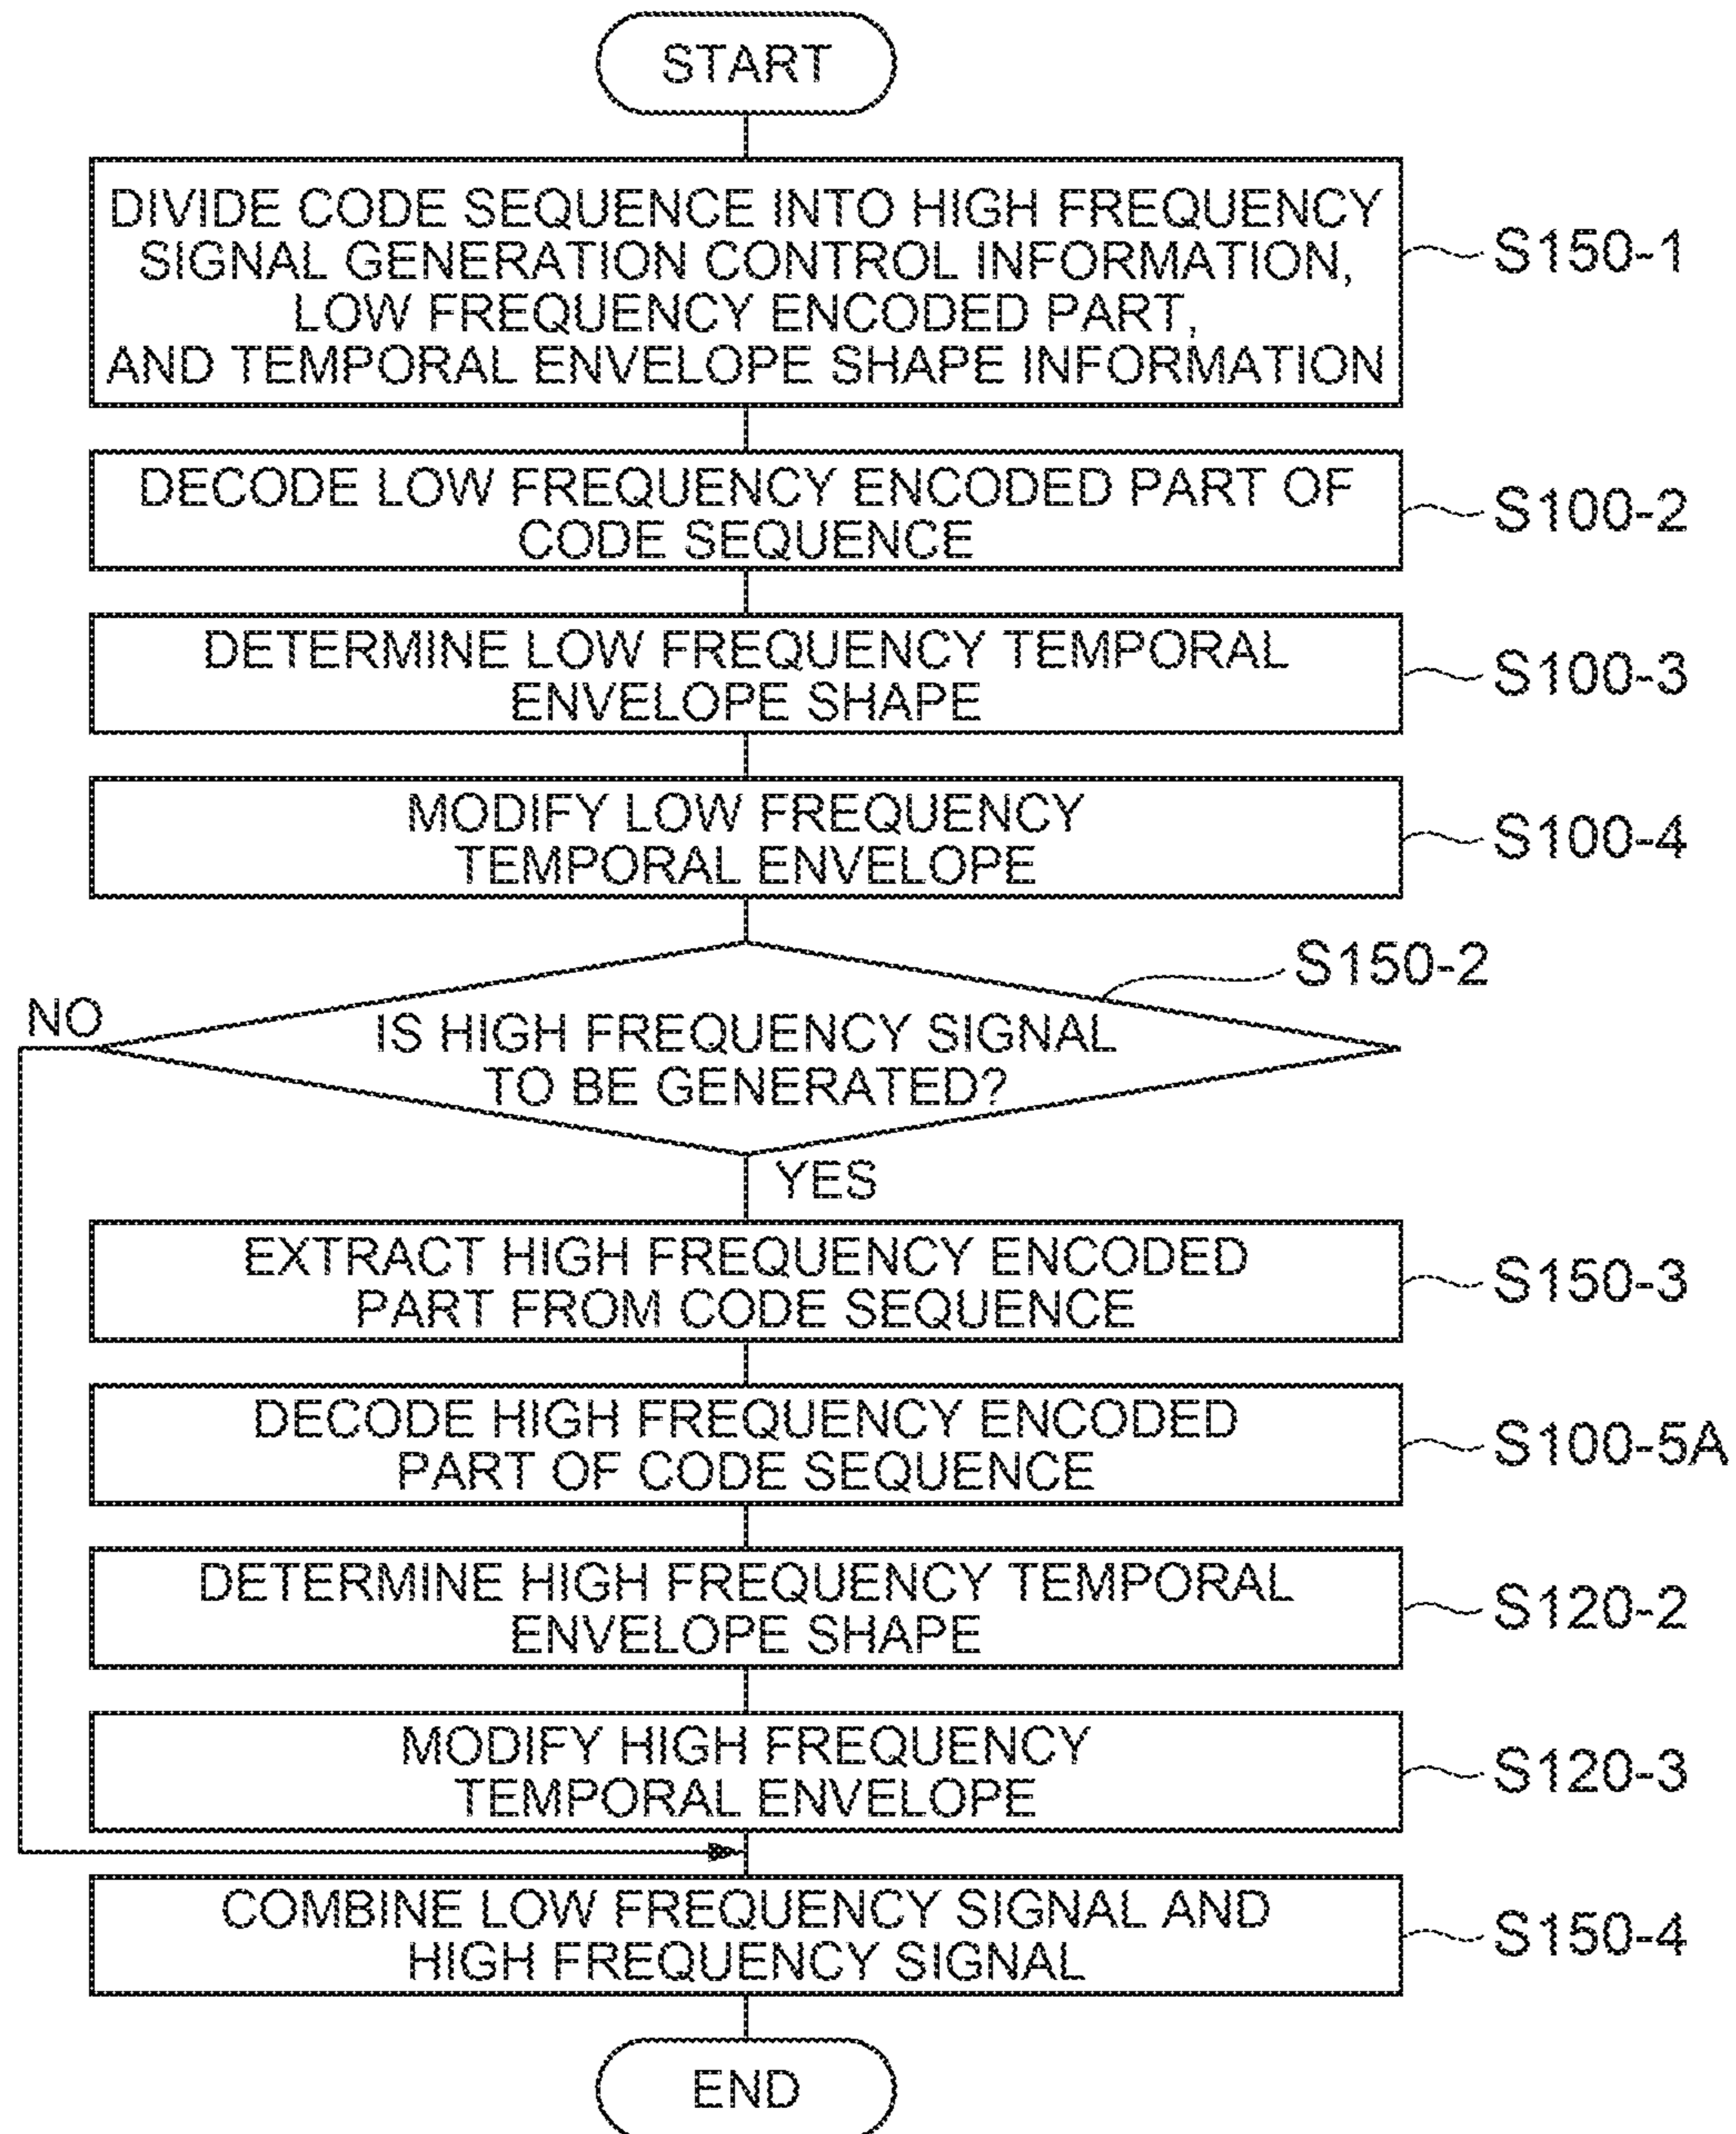 START
DIVIDE CODE SEQUENCE INTO HIGH FREQUENCY
SIGNAL GENERATION CONTROL INFORMATION,
LOW FREQUENCY ENCODED PART,
AND TEMPORAL ENVELOPE SHAPE INFORMATION
S150-1
DECODE LOW FREQUENCY ENCODED PART OF
CODE SEQUENCE
S100-2
DETERMINE LOW FREQUENCY TEMPORAL
ENVELOPE SHAPE
S100-3
MODIFY LOW FREQUENCY
TEMPORAL ENVELOPE
S100-4
S150-2
NO
IS HIGH FREQUENCY SIGNAL
TO BE GENERATED?
YES
EXTRACT HIGH FREQUENCY ENCODED
PART FROM CODE SEQUENCE
S150-3
DECODE HIGH FREQUENCY ENCODED
PART OF CODE SEQUENCE
S100-5A
DETERMINE HIGH FREQUENCY TEMPORAL
ENVELOPE SHAPE
S120-2
MODIFY HIGH FREQUENCY
TEMPORAL ENVELOPE
S120-3
COMBINE LOW FREQUENCY SIGNAL AND
HIGH FREQUENCY SIGNAL
S150-4
END